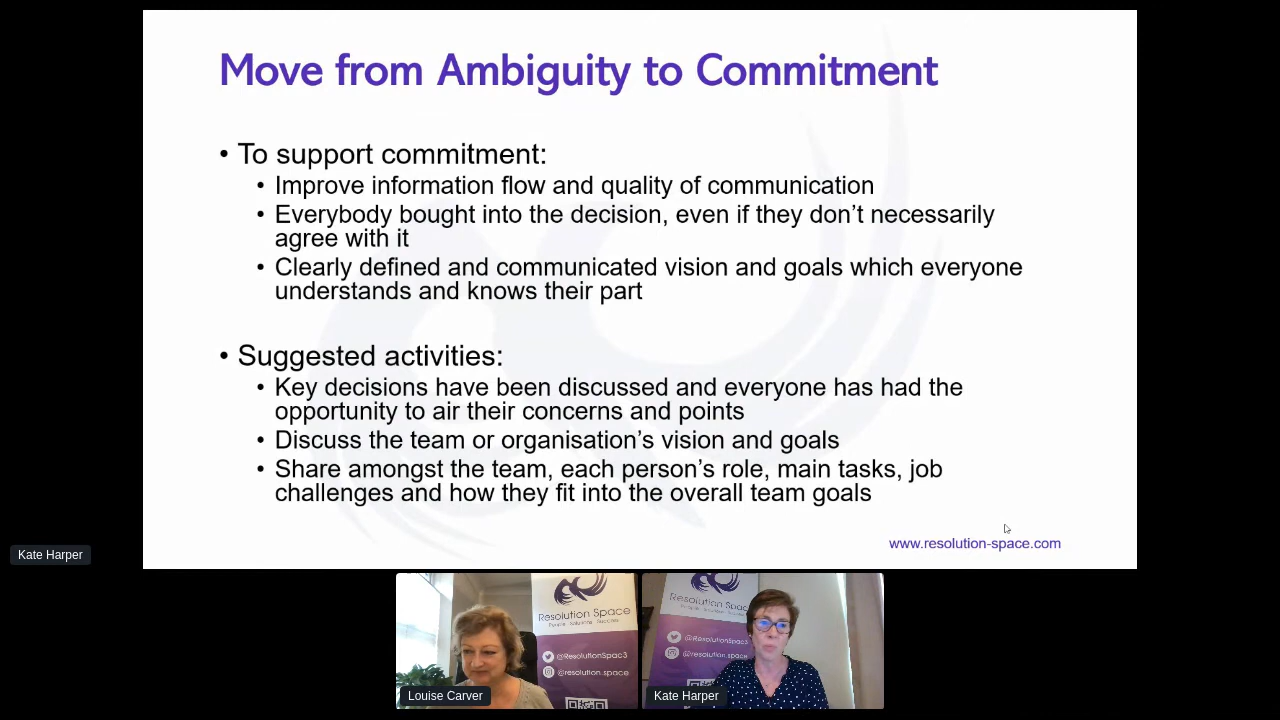 Move from Ambiguity to Commitment
• To support commitment:
• Improve information flow and quality of communication
• Everybody bought into the decision, even if they don’t necessarily
agree with it
• Clearly defined and communicated vision and goals which everyone
understands and knows their part
• Suggested activities:
• Key decisions have been discussed and everyone has had the
opportunity to air their concerns and points
• Discuss the team or organisation’s vision and goals
• Share amongst the team, each person’s role, main tasks, job
challenges and how they fit into the overall team goals
www.resolution-space.com
Kate Harper
Resolution Space
People . Solutions . Success
@ResolutionSpac3
@resolution.space
Louise Carver
Resolution Spac
@ResolutionSpac3
@resolution.space
Kate Harper